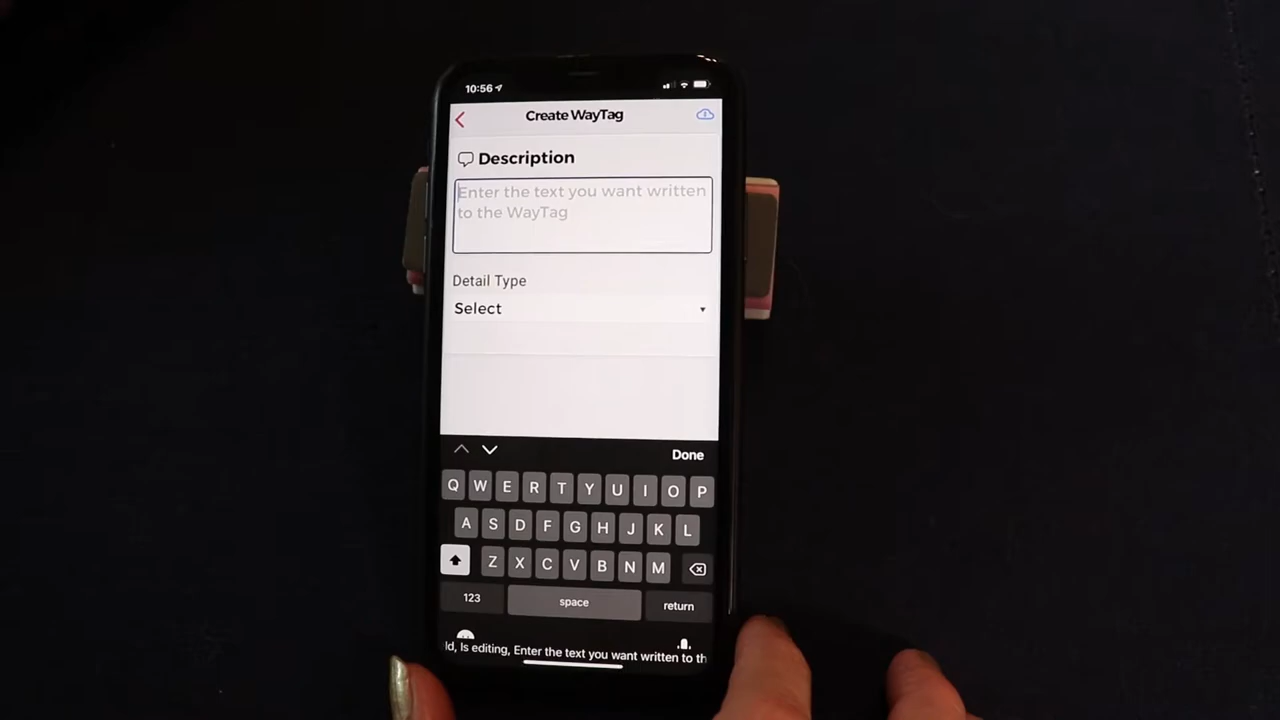 10:56
Create WayTag
Description
Enter the text you want written
to the WayTag
Detail Type
Select
Done
Q W E R T Y U I O P
A S D F G H J K L
Z X C V B N M
123 space return
ld, Is editing, Enter the text you want written to th